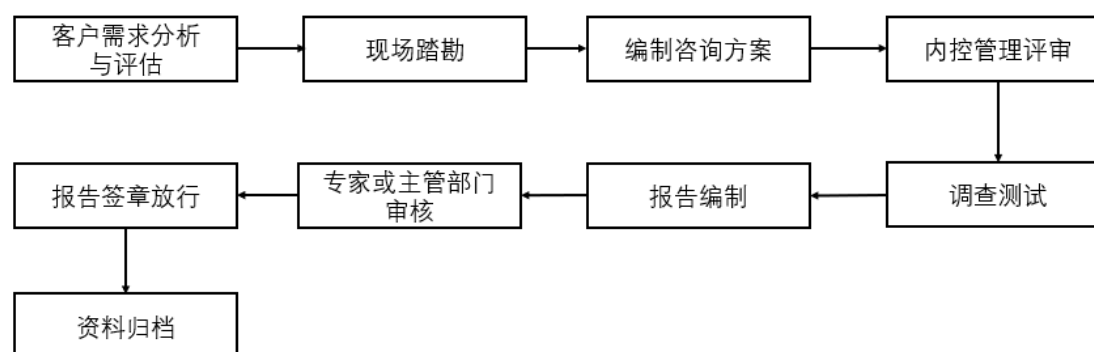 客户需求分析
与评估
现场踏勘
编制咨询方案
内控管理评审
调查测试
报告编制
专家或主管部门
审核
报告签章放行
资料归档